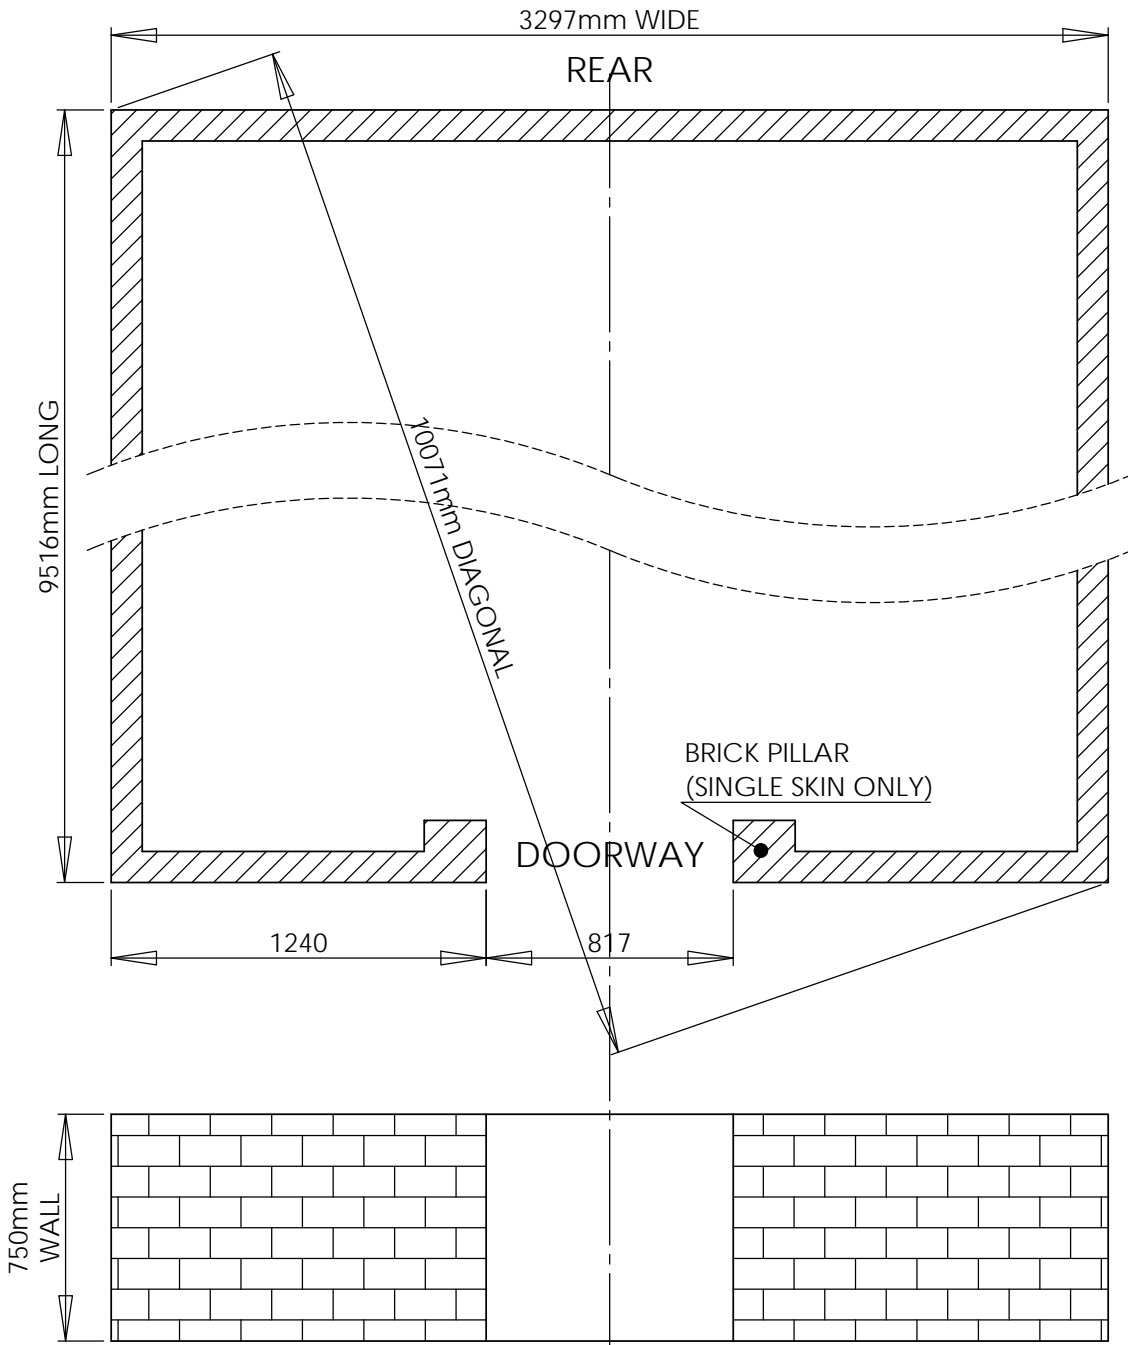 3297mm WIDE
REAR
9516mm LONG
10071mm DIAGONAL
BRICK PILLAR
(SINGLE SKIN ONLY)
DOORWAY
1240
817
750mm
WALL